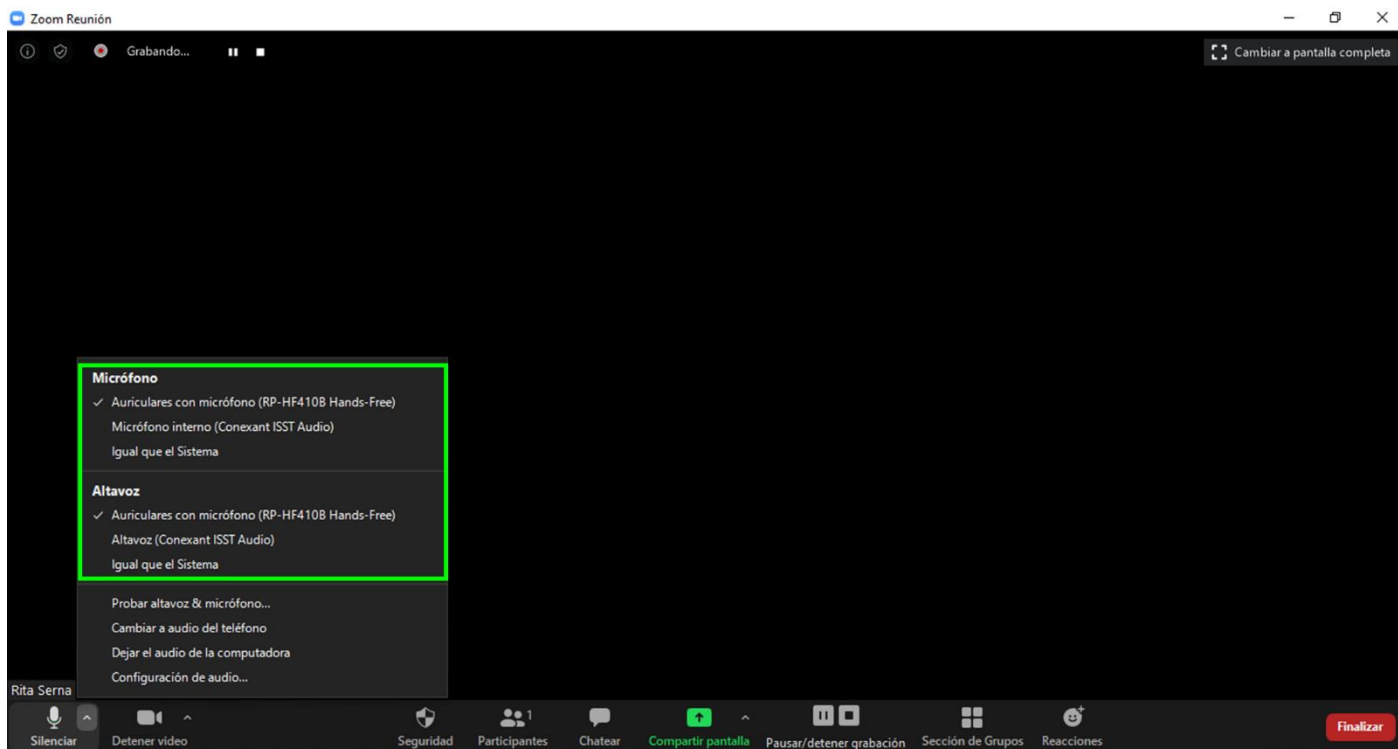 Zoom Reunión
Grabando...
Cambiar a pantalla completa
Micrófono
Auriculares con micrófono (RP-HF410B Hands-Free)
Micrófono interno (Conexant ISST Audio)
Igual que el Sistema
Altavoz
Auriculares con micrófono (RP-HF410B Hands-Free)
Altavoz (Conexant ISST Audio)
Igual que el Sistema
Probar altavoz & micrófono...
Cambiar a audio del teléfono
Dejar el audio de la computadora
Configuración de audio...
Rita Serna
1
Silenciar Detener video Seguridad Participantes Chatear Compartir pantalla Pausar/detener grabación Sección de Grupos Reacciones Finalizar